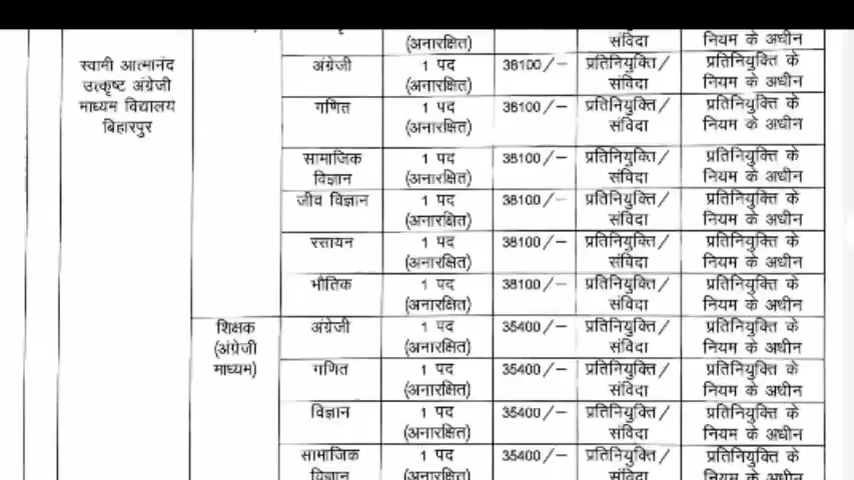 (अनारक्षित) संविदा नियम के अधीन
स्वामी आत्मानंद उत्कृष्ट अंग्रेजी माध्यम विद्यालय बिहारपुर
अंग्रेजी 1 पद (अनारक्षित) 38100/- प्रतिनियुक्ति/ संविदा प्रतिनियुक्ति के नियम के अधीन
गणित 1 पद (अनारक्षित) 38100/- प्रतिनियुक्ति/ संविदा प्रतिनियुक्ति के नियम के अधीन
सामाजिक विज्ञान 1 पद (अनारक्षित) 38100/- प्रतिनियुक्ति/ संविदा प्रतिनियुक्ति के नियम के अधीन
जीव विज्ञान 1 पद (अनारक्षित) 38100/- प्रतिनियुक्ति/ संविदा प्रतिनियुक्ति के नियम के अधीन
रसायन 1 पद (अनारक्षित) 38100/- प्रतिनियुक्ति/ संविदा प्रतिनियुक्ति के नियम के अधीन
भौतिक 1 पद (अनारक्षित) 38100/- प्रतिनियुक्ति/ संविदा प्रतिनियुक्ति के नियम के अधीन
शिक्षक (अंग्रेजी माध्यम)
अंग्रेजी 1 पद (अनारक्षित) 35400/- प्रतिनियुक्ति/ संविदा प्रतिनियुक्ति के नियम के अधीन
गणित 1 पद (अनारक्षित) 35400/- प्रतिनियुक्ति/ संविदा प्रतिनियुक्ति के नियम के अधीन
विज्ञान 1 पद (अनारक्षित) 35400/- प्रतिनियुक्ति/ संविदा प्रतिनियुक्ति के नियम के अधीन
सामाजिक विज्ञान 1 पद (अनारक्षित) 35400/- प्रतिनियुक्ति/ संविदा प्रतिनियुक्ति के नियम के अधीन